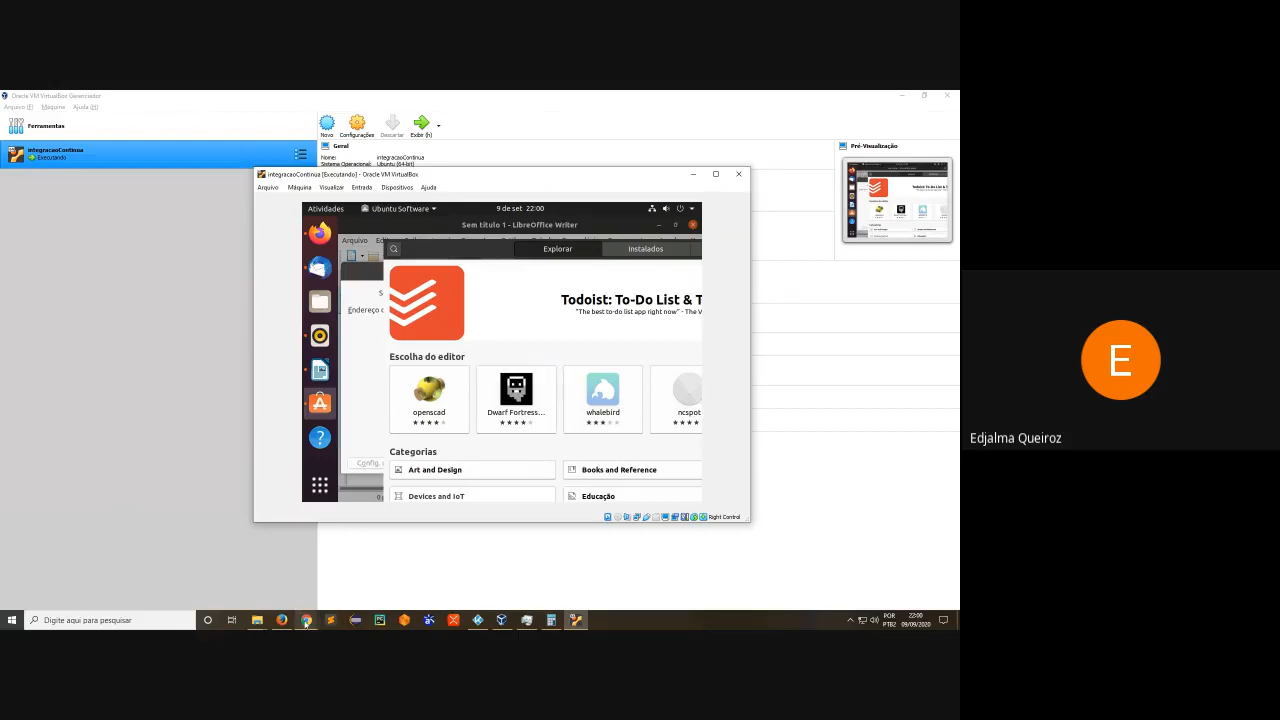 Oracle VM VirtualBox Gerenciador
Arquivo (F) Máquina Ajuda (H)
Ferramentas
integracaoContinua
Executando
Novo Configurações Descartar Exibir (h)
Geral
Nome: integracaoContinua
Sistema Operacional: Ubuntu (64-bit)
Pré-Visualização
integracaoContinua [Executando] - Oracle VM VirtualBox
Arquivo Máquina Visualizar Entrada Dispositivos Ajuda
Atividades Ubuntu Software 9 de set 22:00
Sem título 1 - LibreOffice Writer
Arquivo
Explorar Instalados
Endereço
Todoist: To-Do List & T
"The best to-do list app right now" - The V
Escolha do editor
openscad Dwarf Fortress... whalebird ncspot
Categorias
Art and Design Books and Reference
Config.
Devices and IoT Educação
Right Control
Digite aqui para pesquisar
POR 22:00
PTB2 09/09/2020
E
Edjalma Queiroz